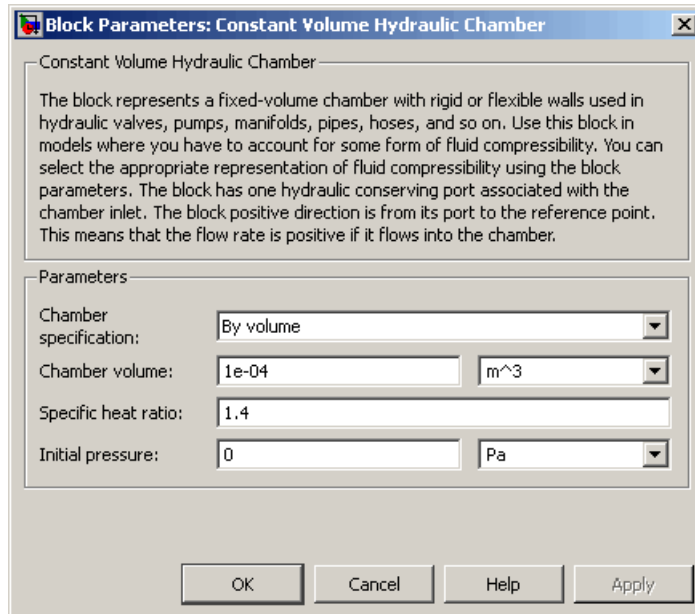 Block Parameters: Constant Volume Hydraulic Chamber
Constant Volume Hydraulic Chamber
The block represents a fixed-volume chamber with rigid or flexible walls used in
hydraulic valves, pumps, manifolds, pipes, hoses, and so on. Use this block in
models where you have to account for some form of fluid compressibility. You can
select the appropriate representation of fluid compressibility using the block
parameters. The block has one hydraulic conserving port associated with the
chamber inlet. The block positive direction is from its port to the reference point.
This means that the flow rate is positive if it flows into the chamber.
Parameters
Chamber
specification:
By volume
Chamber volume: 1e-04 m^3
Specific heat ratio: 1.4
Initial pressure: 0 Pa
OK Cancel Help Apply